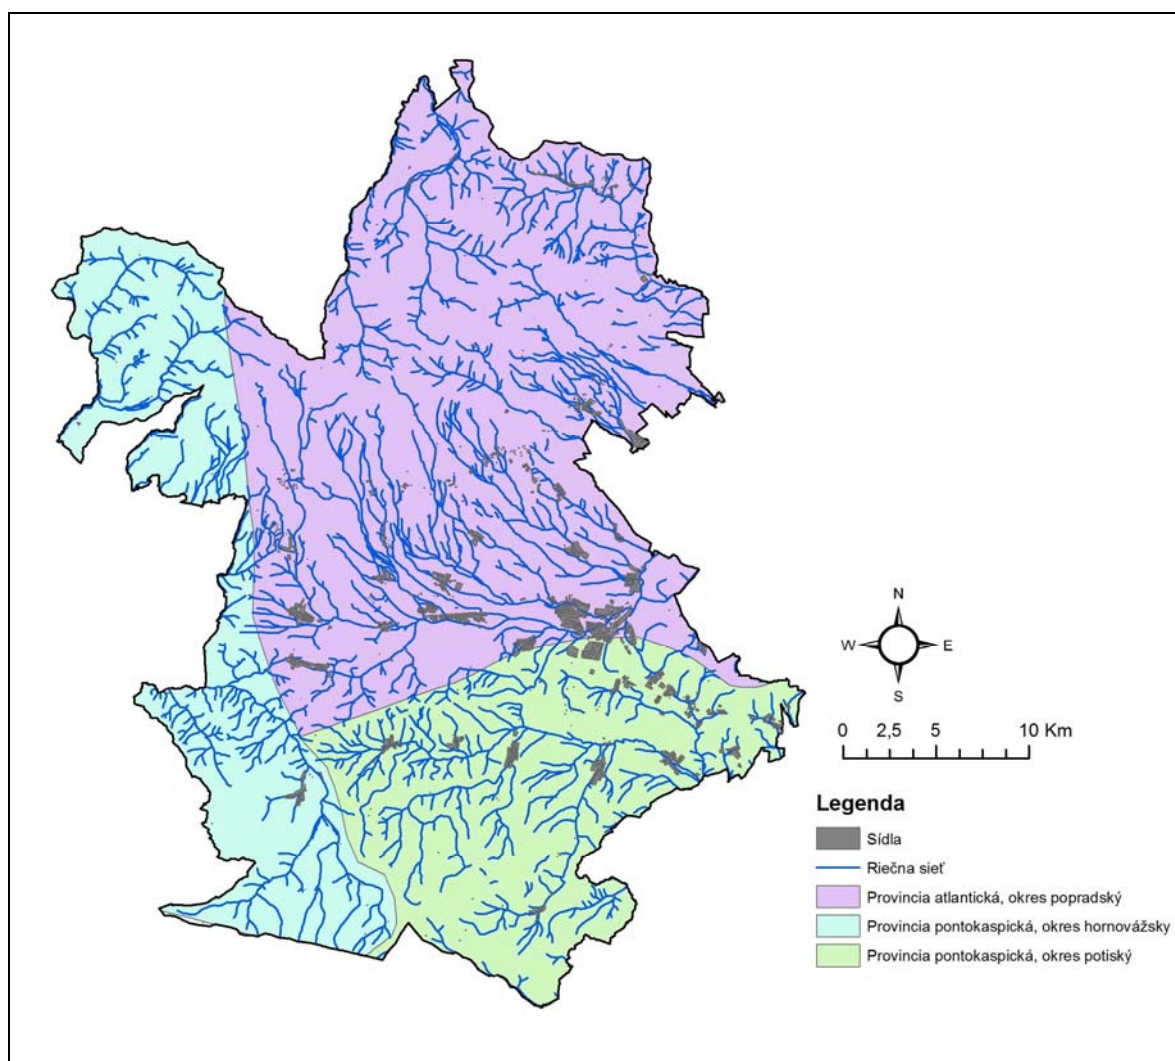 N
W E
S
0 2,5 5 10 Km
Legenda
Sídla
Riečna sieť
Provincia atlantická, okres popradský
Provincia pontokaspická, okres hornovážsky
Provincia pontokaspická, okres potiský